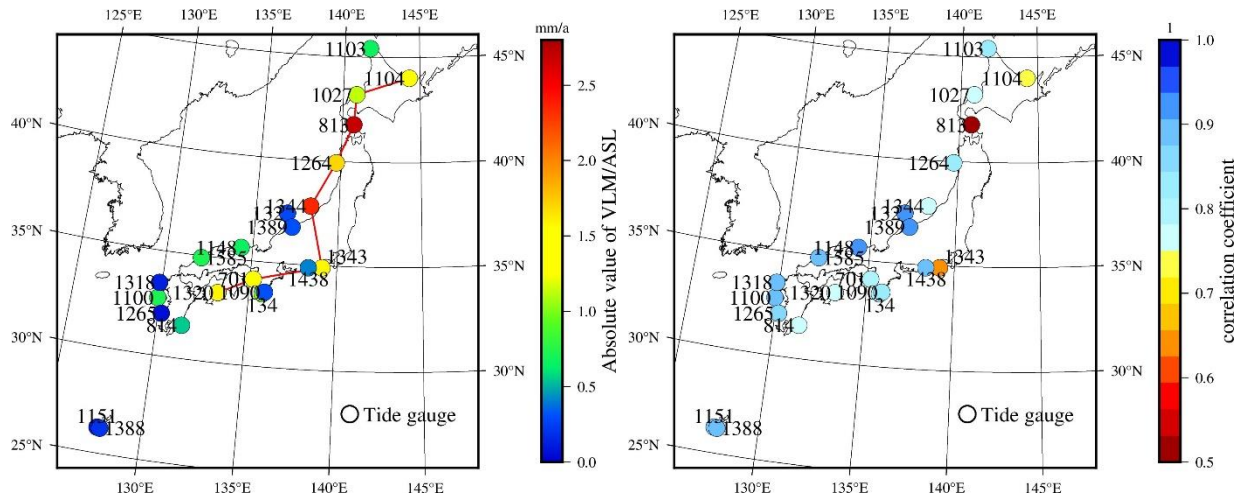 125°E 130°E 135°E 140°E 145°E
mm/a
45°N
40°N
35°N
30°N
25°N
40°N
35°N
30°N
45°N
130°E 135°E 140°E 145°E
1103
1104
1027
813
1264
1344
1389
1148
1385
1343
1438
701
1318
1320
1090
134
1100
1265
814
1151
1388
Tide gauge
2.5
2.0
1.5
1.0
0.5
0.0
Absolute value of VLM/ASL
125°E 130°E 135°E 140°E 145°E
1
45°N
40°N
35°N
30°N
25°N
45°N
40°N
35°N
30°N
130°E 135°E 140°E 145°E
1103
1104
1027
813
1264
1344
1389
1148
1385
1343
1438
701
1318
1320
1090
134
1100
1265
814
1151
1388
Tide gauge
1.0
0.9
0.8
0.7
0.6
0.5
correlation coefficient